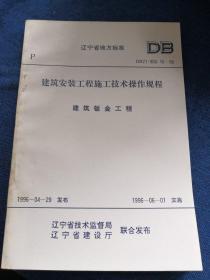 辽宁省地方标准
DB
P
DB21-900
建筑安装工程施工技术操作规程
建筑钣金工程
1996-04-29 发布
1996-06-01 实施
辽宁省技术监督局
辽宁省建设厅
联合发布